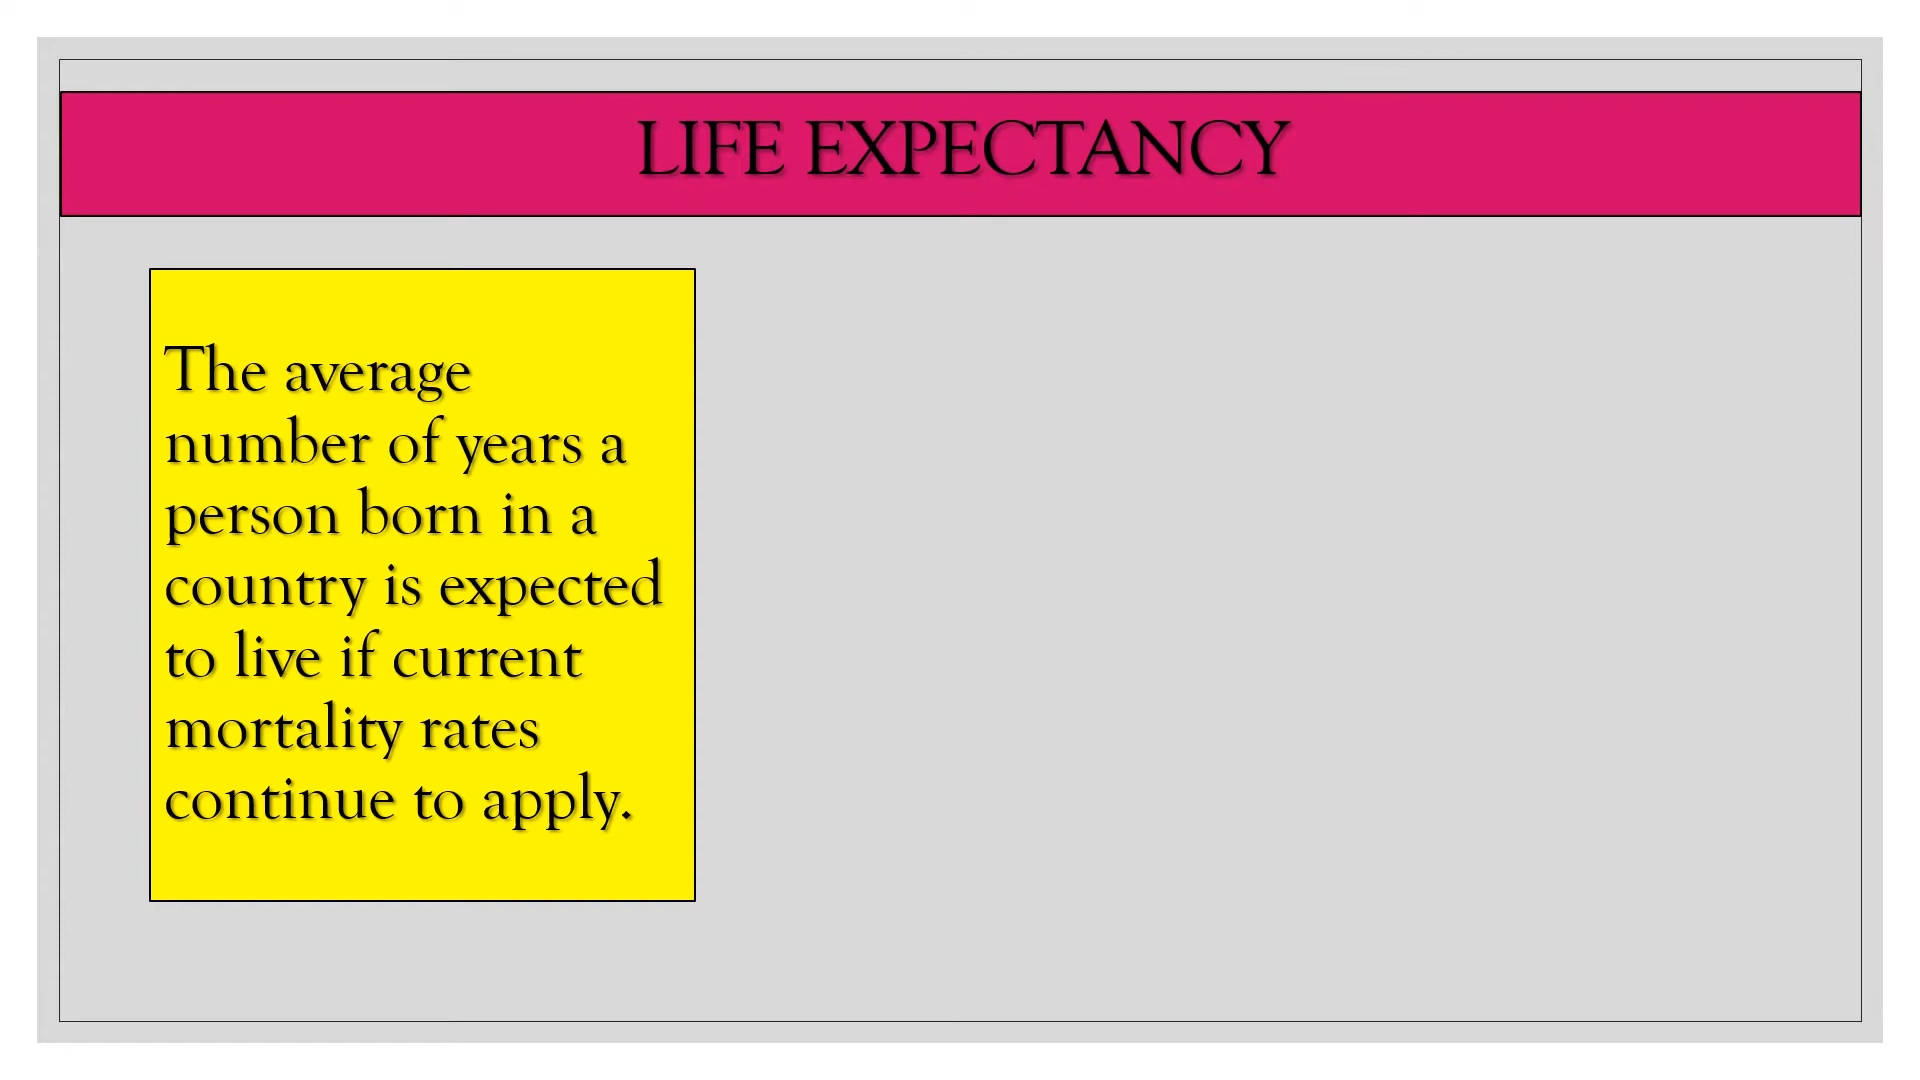 LIFE EXPECTANCY
The average
number of years a
person born in a
country is expected
to live if current
mortality rates
continue to apply.